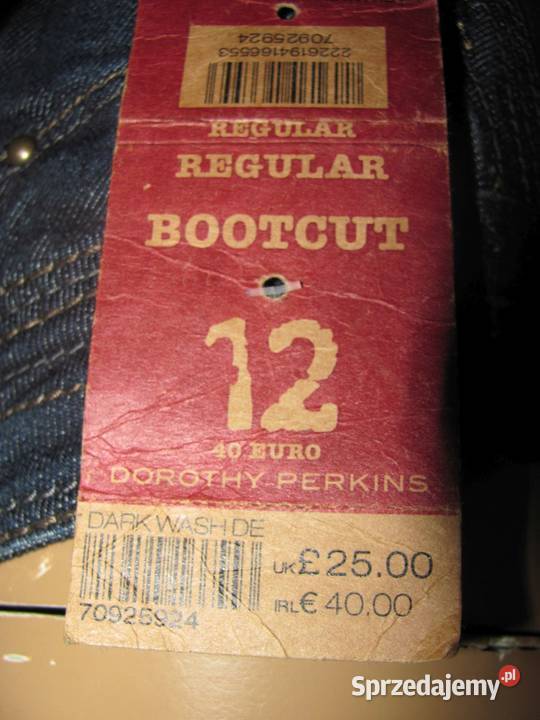 70925924
2226194166553
REGULAR
REGULAR
BOOTCUT
12
40 EURO
DOROTHY PERKINS
DARK WASH DE
70925924
UK £25.00
IRL € 40.00
Sprzedajemy.pl